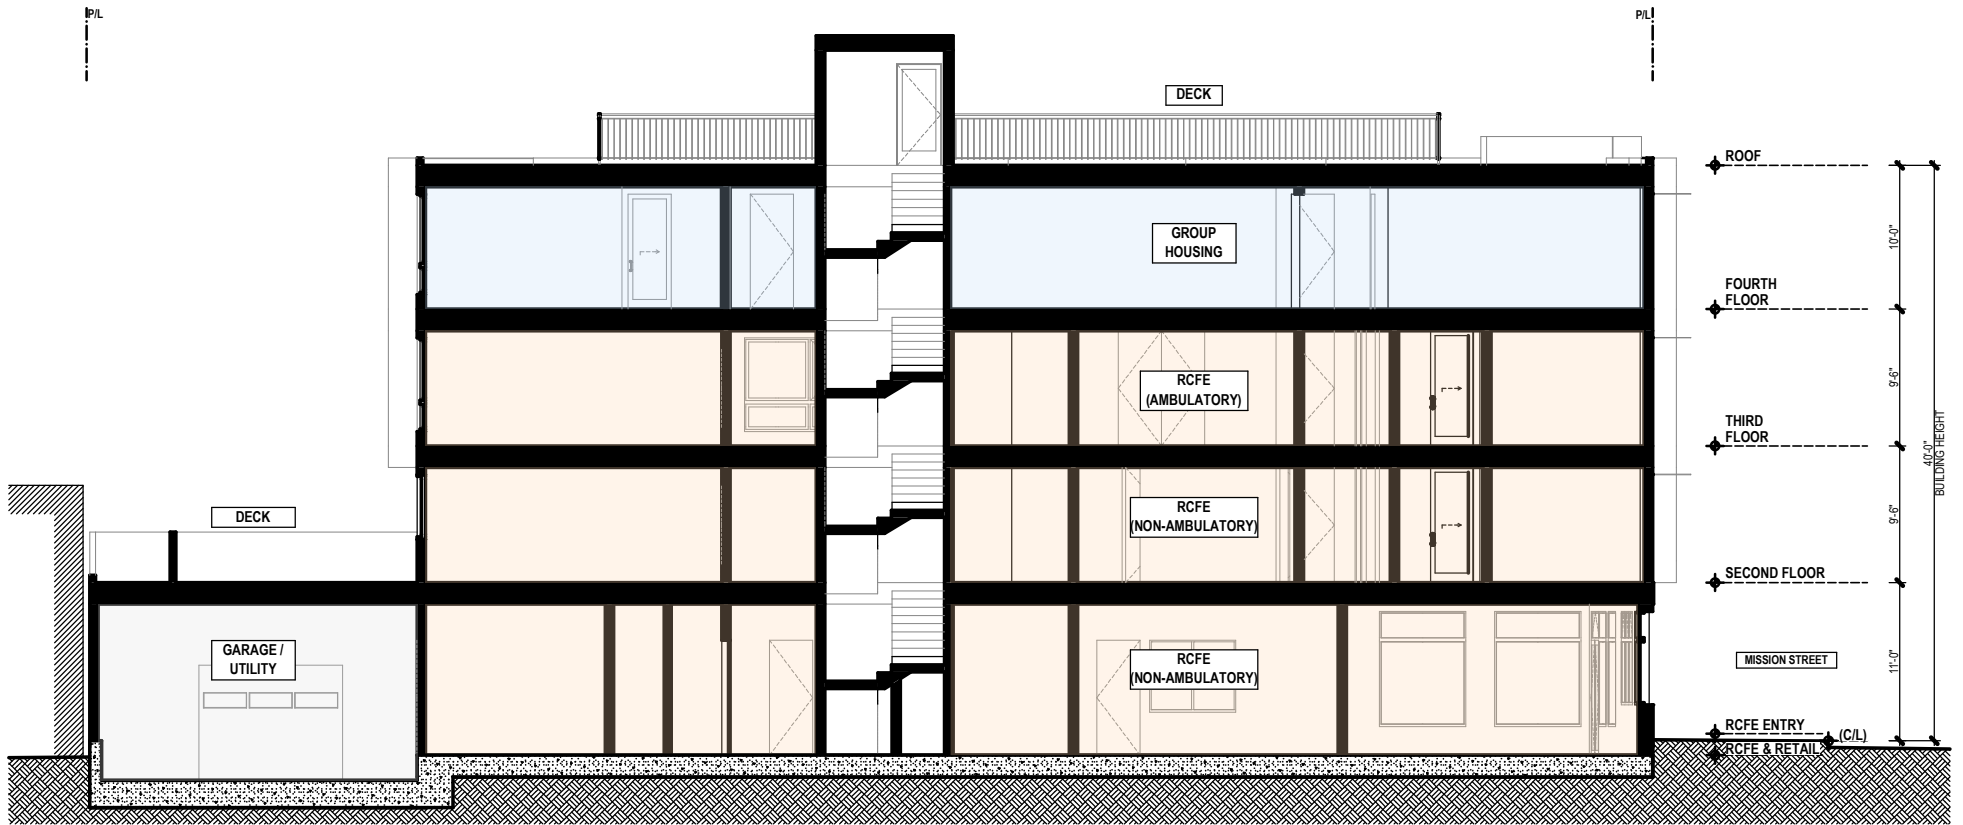 P/L
P/L
DECK
ROOF
GROUP
HOUSING
10'-0"
FOURTH
FLOOR
RCFE
(AMBULATORY)
9'-6"
THIRD
FLOOR
40'-0"
BUILDING HEIGHT
DECK
RCFE
(NON-AMBULATORY)
9'-6"
SECOND FLOOR
GARAGE /
UTILITY
RCFE
(NON-AMBULATORY)
MISSION STREET
11'-0"
RCFE ENTRY
(C/L)
RCFE & RETAIL